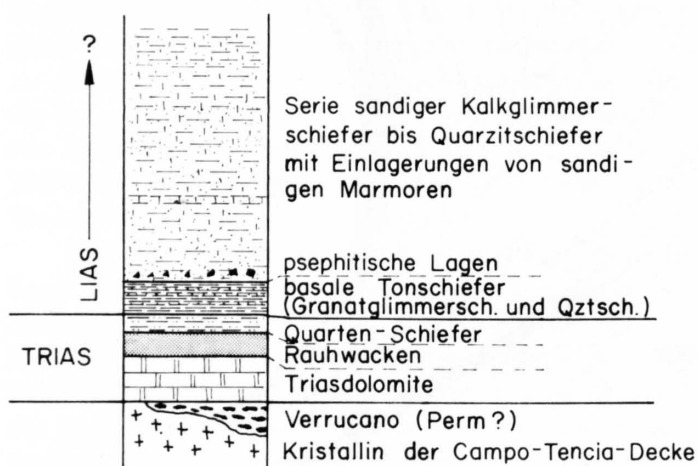 ?
LIAS
TRIAS
Serie sandiger Kalkglimmer-
schiefer bis Quarzitschiefer
mit Einlagerungen von sandi-
gen Marmoren
psephitische Lagen
basale Tonschiefer
(Granatglimmersch. und Qztsch.)
Quarten-Schiefer
Rauhwacken
Triasdolomite
Verrucano (Perm?)
Kristallin der Campo-Tencia-Decke